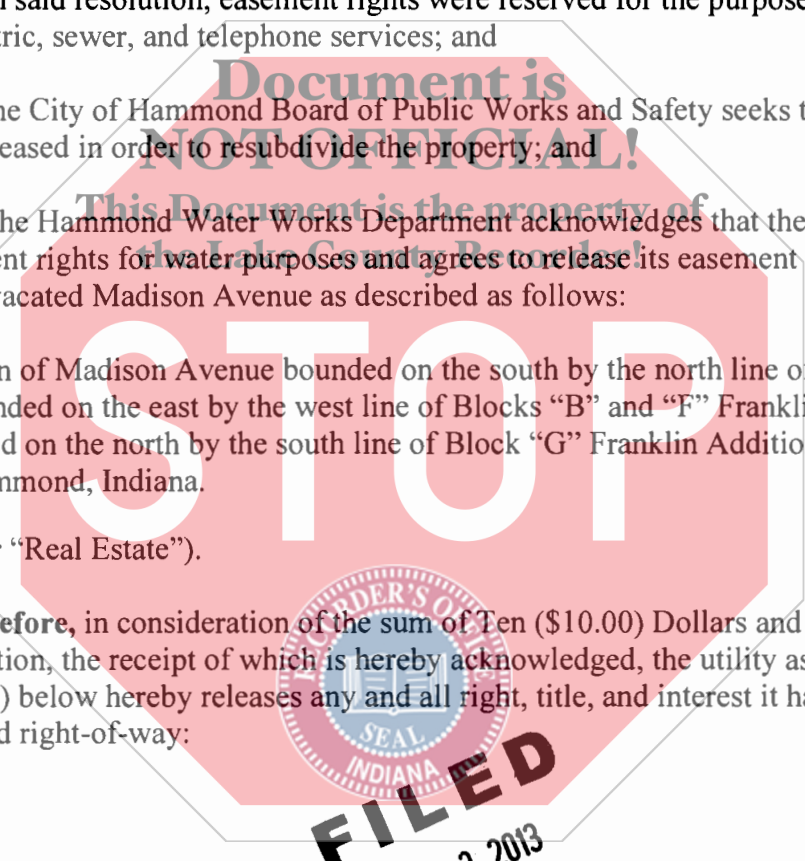 said resolution, easement rights were reserved for the purpose
tric, sewer, and telephone services; and
Document is
ne City of Hammond Board of Public Works and Safety seeks t
NOT OFFICIAL!
eased in order to resubdivide the property; and
This Document is the property of
he Hammond Water Works Department acknowledges that the
the Lake County Recorder!
ent rights for water purposes and agrees to release its easement
vacated Madison Avenue as described as follows:
STOP
n of Madison Avenue bounded on the south by the north line o
nded on the east by the west line of Blocks “B” and “F” Frankli
d on the north by the south line of Block “G” Franklin Additio
mmond, Indiana.
“Real Estate”).
efore, in consideration of the sum of Ten ($10.00) Dollars and
tion, the receipt of which is hereby acknowledged, the utility as
) below hereby releases any and all right, title, and interest it ha
d right-of-way:
RECORDER'S OFFICE
SEAL
INDIANA
FILED
2013